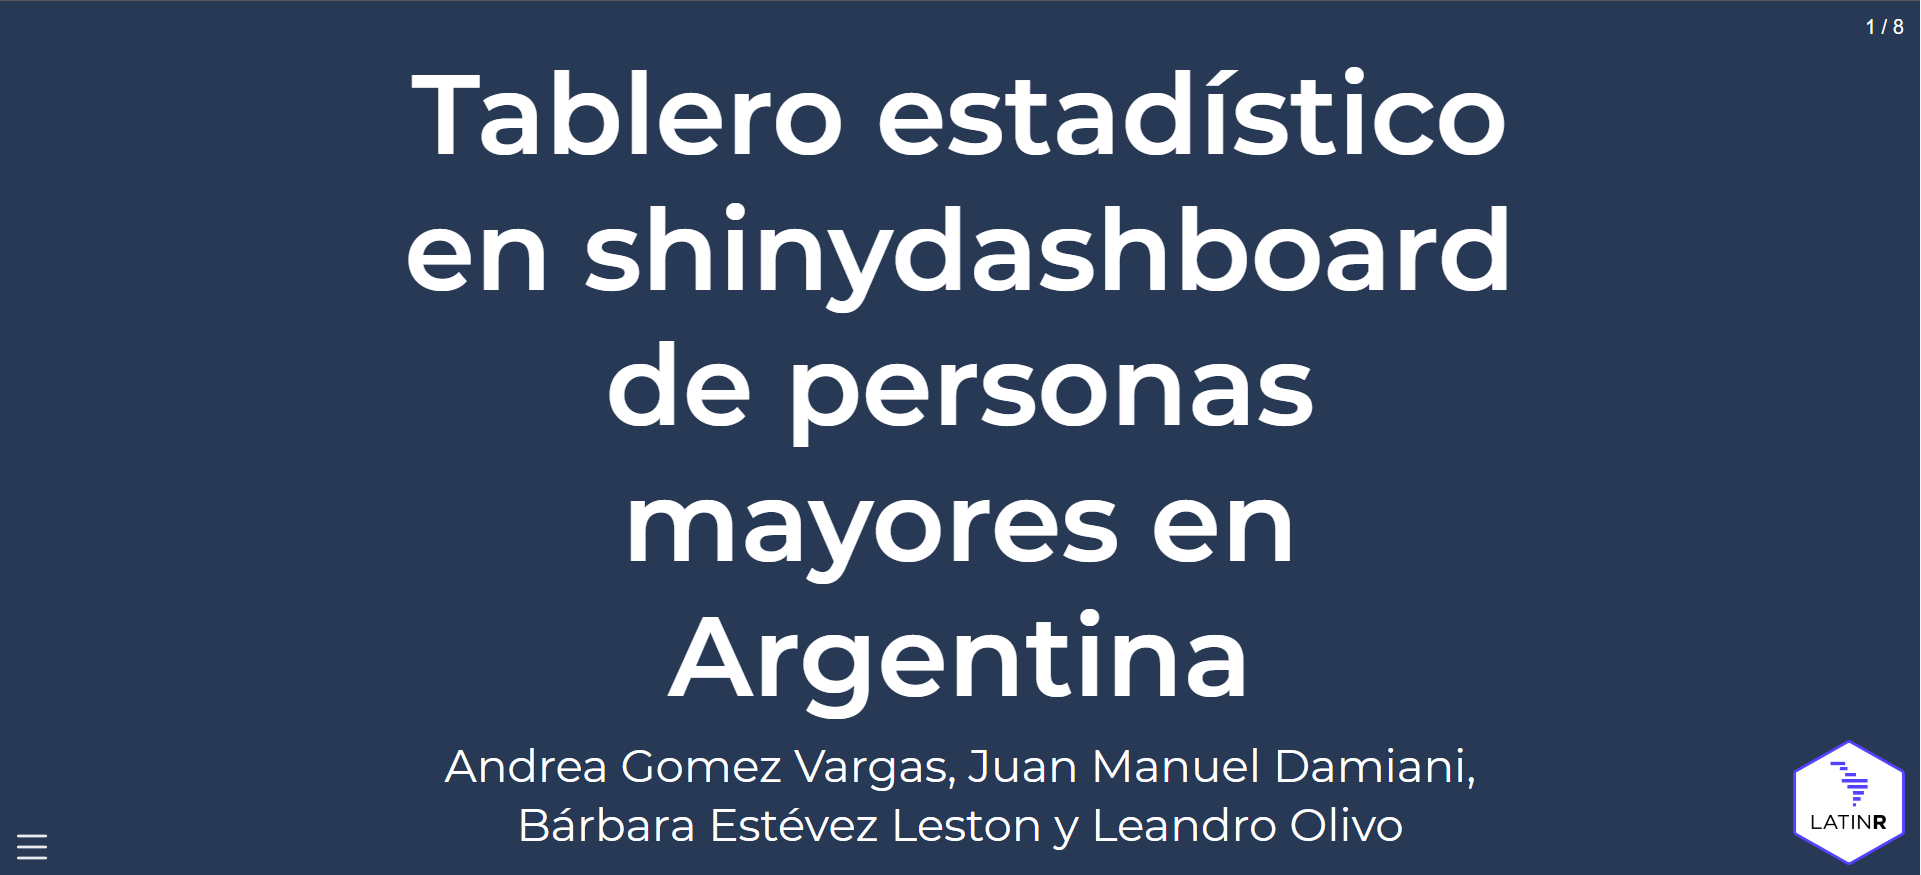 1 / 8
Tablero estadístico
en shinydashboard
de personas
mayores en
Argentina
Andrea Gomez Vargas, Juan Manuel Damiani,
Bárbara Estévez Leston y Leandro Olivo
LATINR